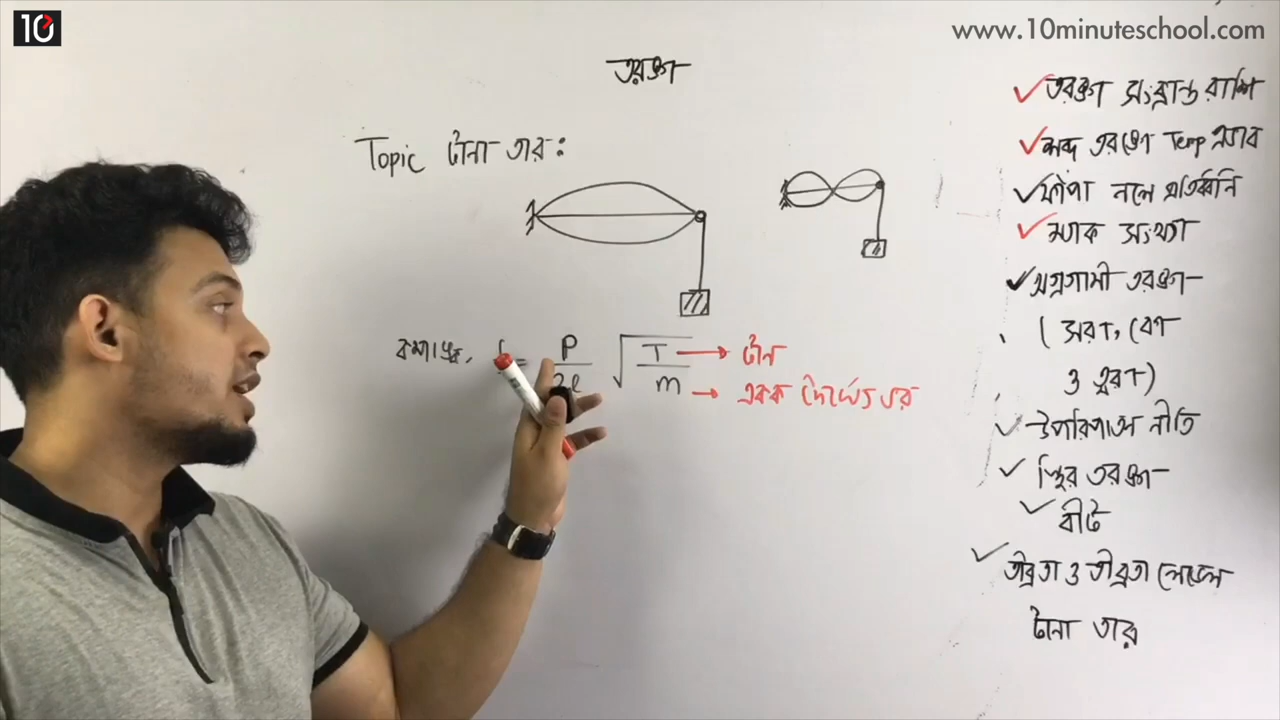 10
www.10minuteschool.com
তরঙ্গ
Topic টানা তার:
কম্পাঙ্ক, f = P / 2l √ T / m
→ টান
→ একক দৈর্ঘ্যের ভর
✓ তরঙ্গ সংক্রান্ত রাশি
✓ শব্দ তরঙ্গে Temp এর প্রভাব
✓ ফাঁপা নলে প্রতিধ্বনি
✓ ম্যাক সংখ্যা
✓ অগ্রগামী তরঙ্গ
( সরণ, বেগ
ও ত্বরণ)
✓ উপরিপাতন নীতি
✓ স্থির তরঙ্গ
✓ বীট
✓ তীব্রতা ও তীব্রতা লেভেল
টানা তার